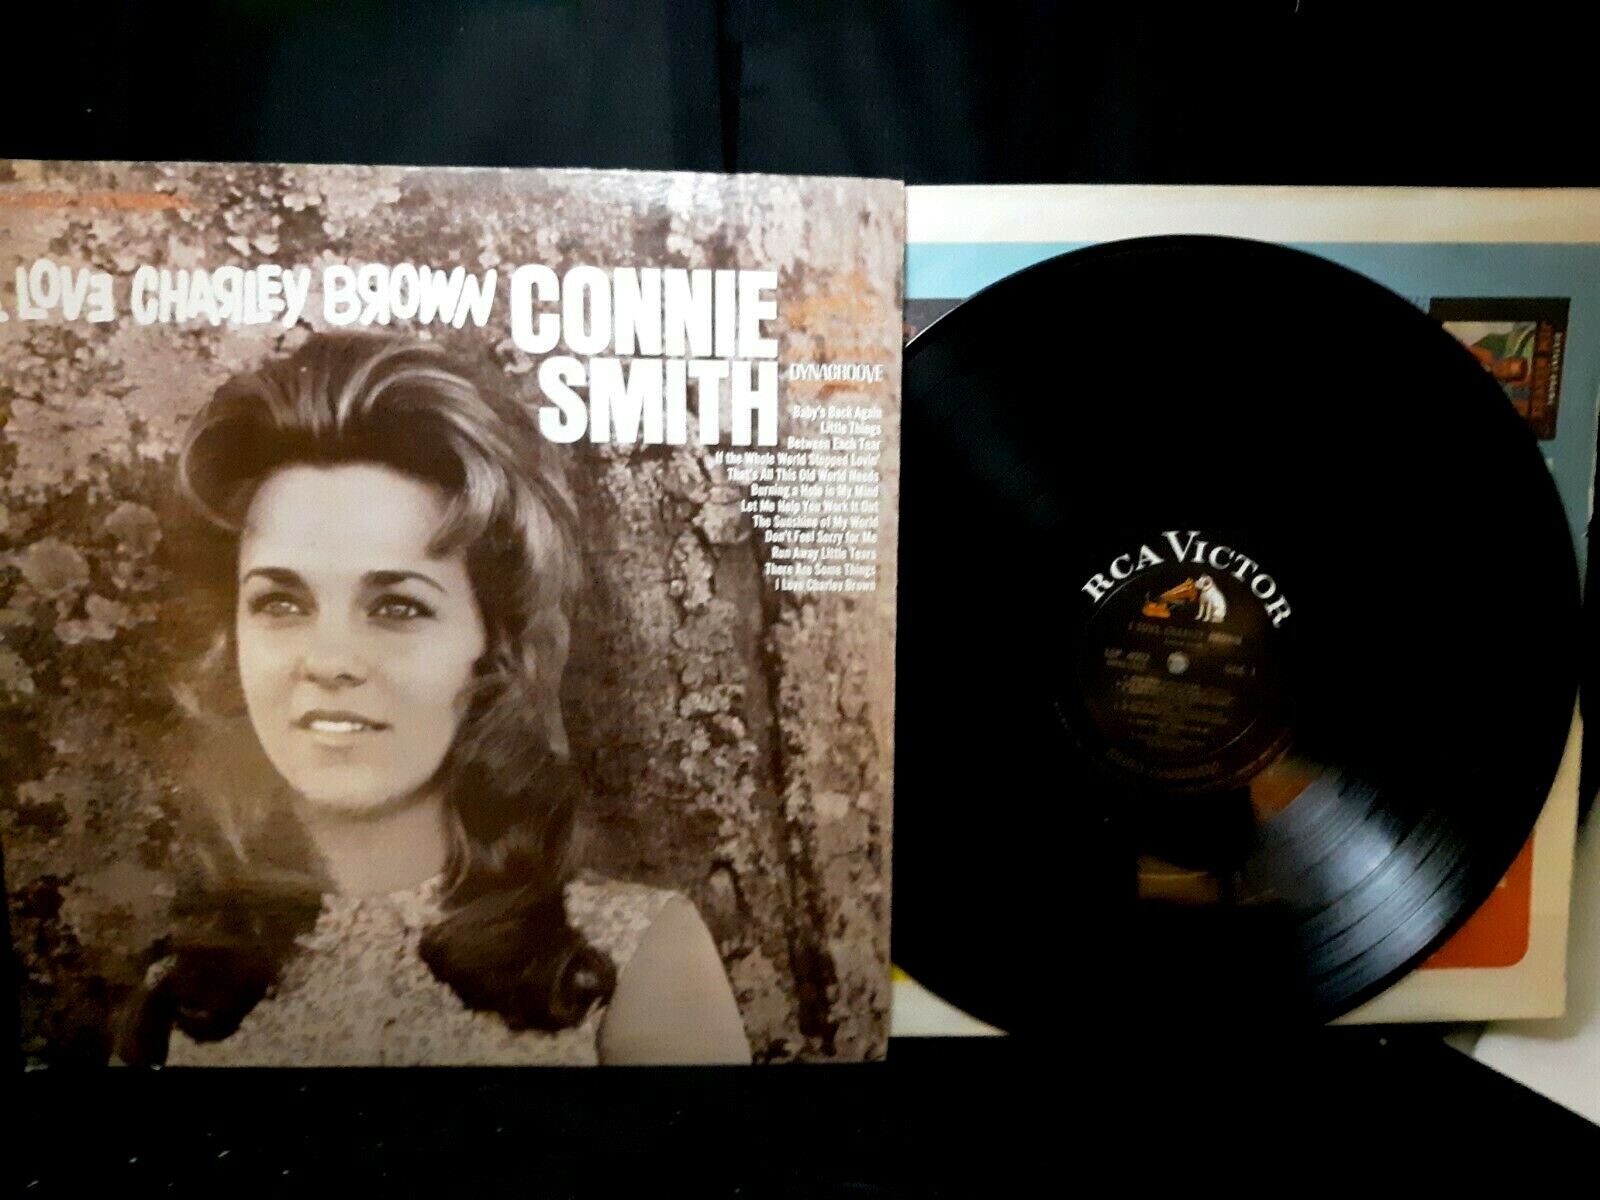 I LOVE CHARLEY BROWN
CONNIE
SMITH
DYNAGROOVE
Baby's Back Again
Little Things
Between Each Tear
If the Whole World Stopped Lovin'
That's All This Old World Needs
Burning a Hole in My Mind
Let Me Help You Work It Out
The Sunshine of My World
Don't Feel Sorry for Me
Run Away Little Tears
There Are Some Things
I Love Charley Brown
RCA VICTOR
I LOVE CHARLEY BROWN